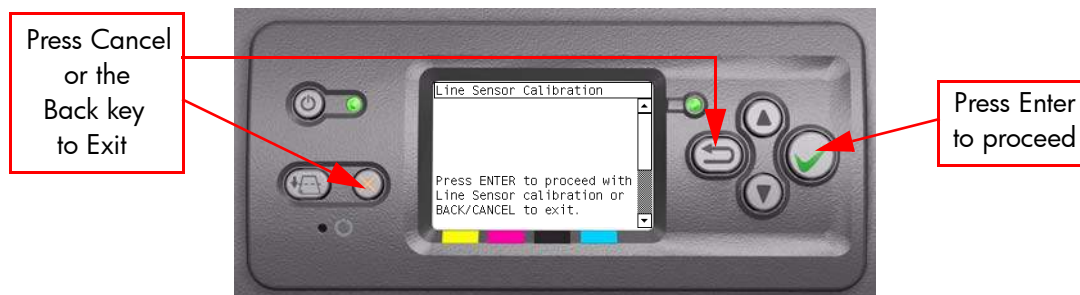 Press Cancel
or the
Back key
to Exit
Line Sensor Calibration
Press ENTER to proceed with
Line Sensor calibration or
BACK/CANCEL to exit.
Press Enter
to proceed